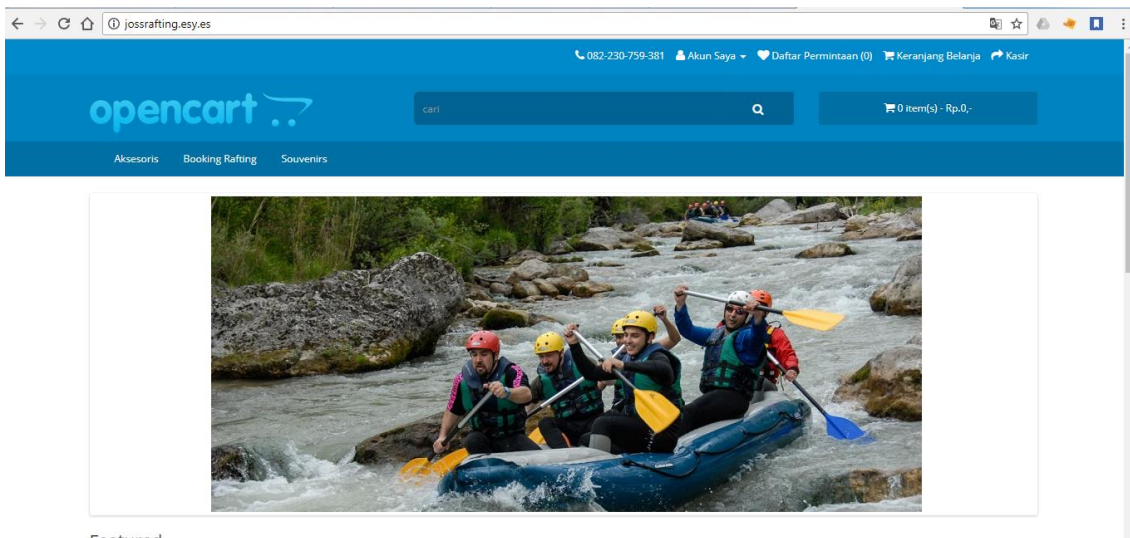 jossrafting.esy.es
082-230-759-381 Akun Saya Daftar Permintaan (0) Keranjang Belanja Kasir
opencart
cari
0 item(s) - Rp.0,-
Aksesoris Booking Rafting Souvenirs
Featured